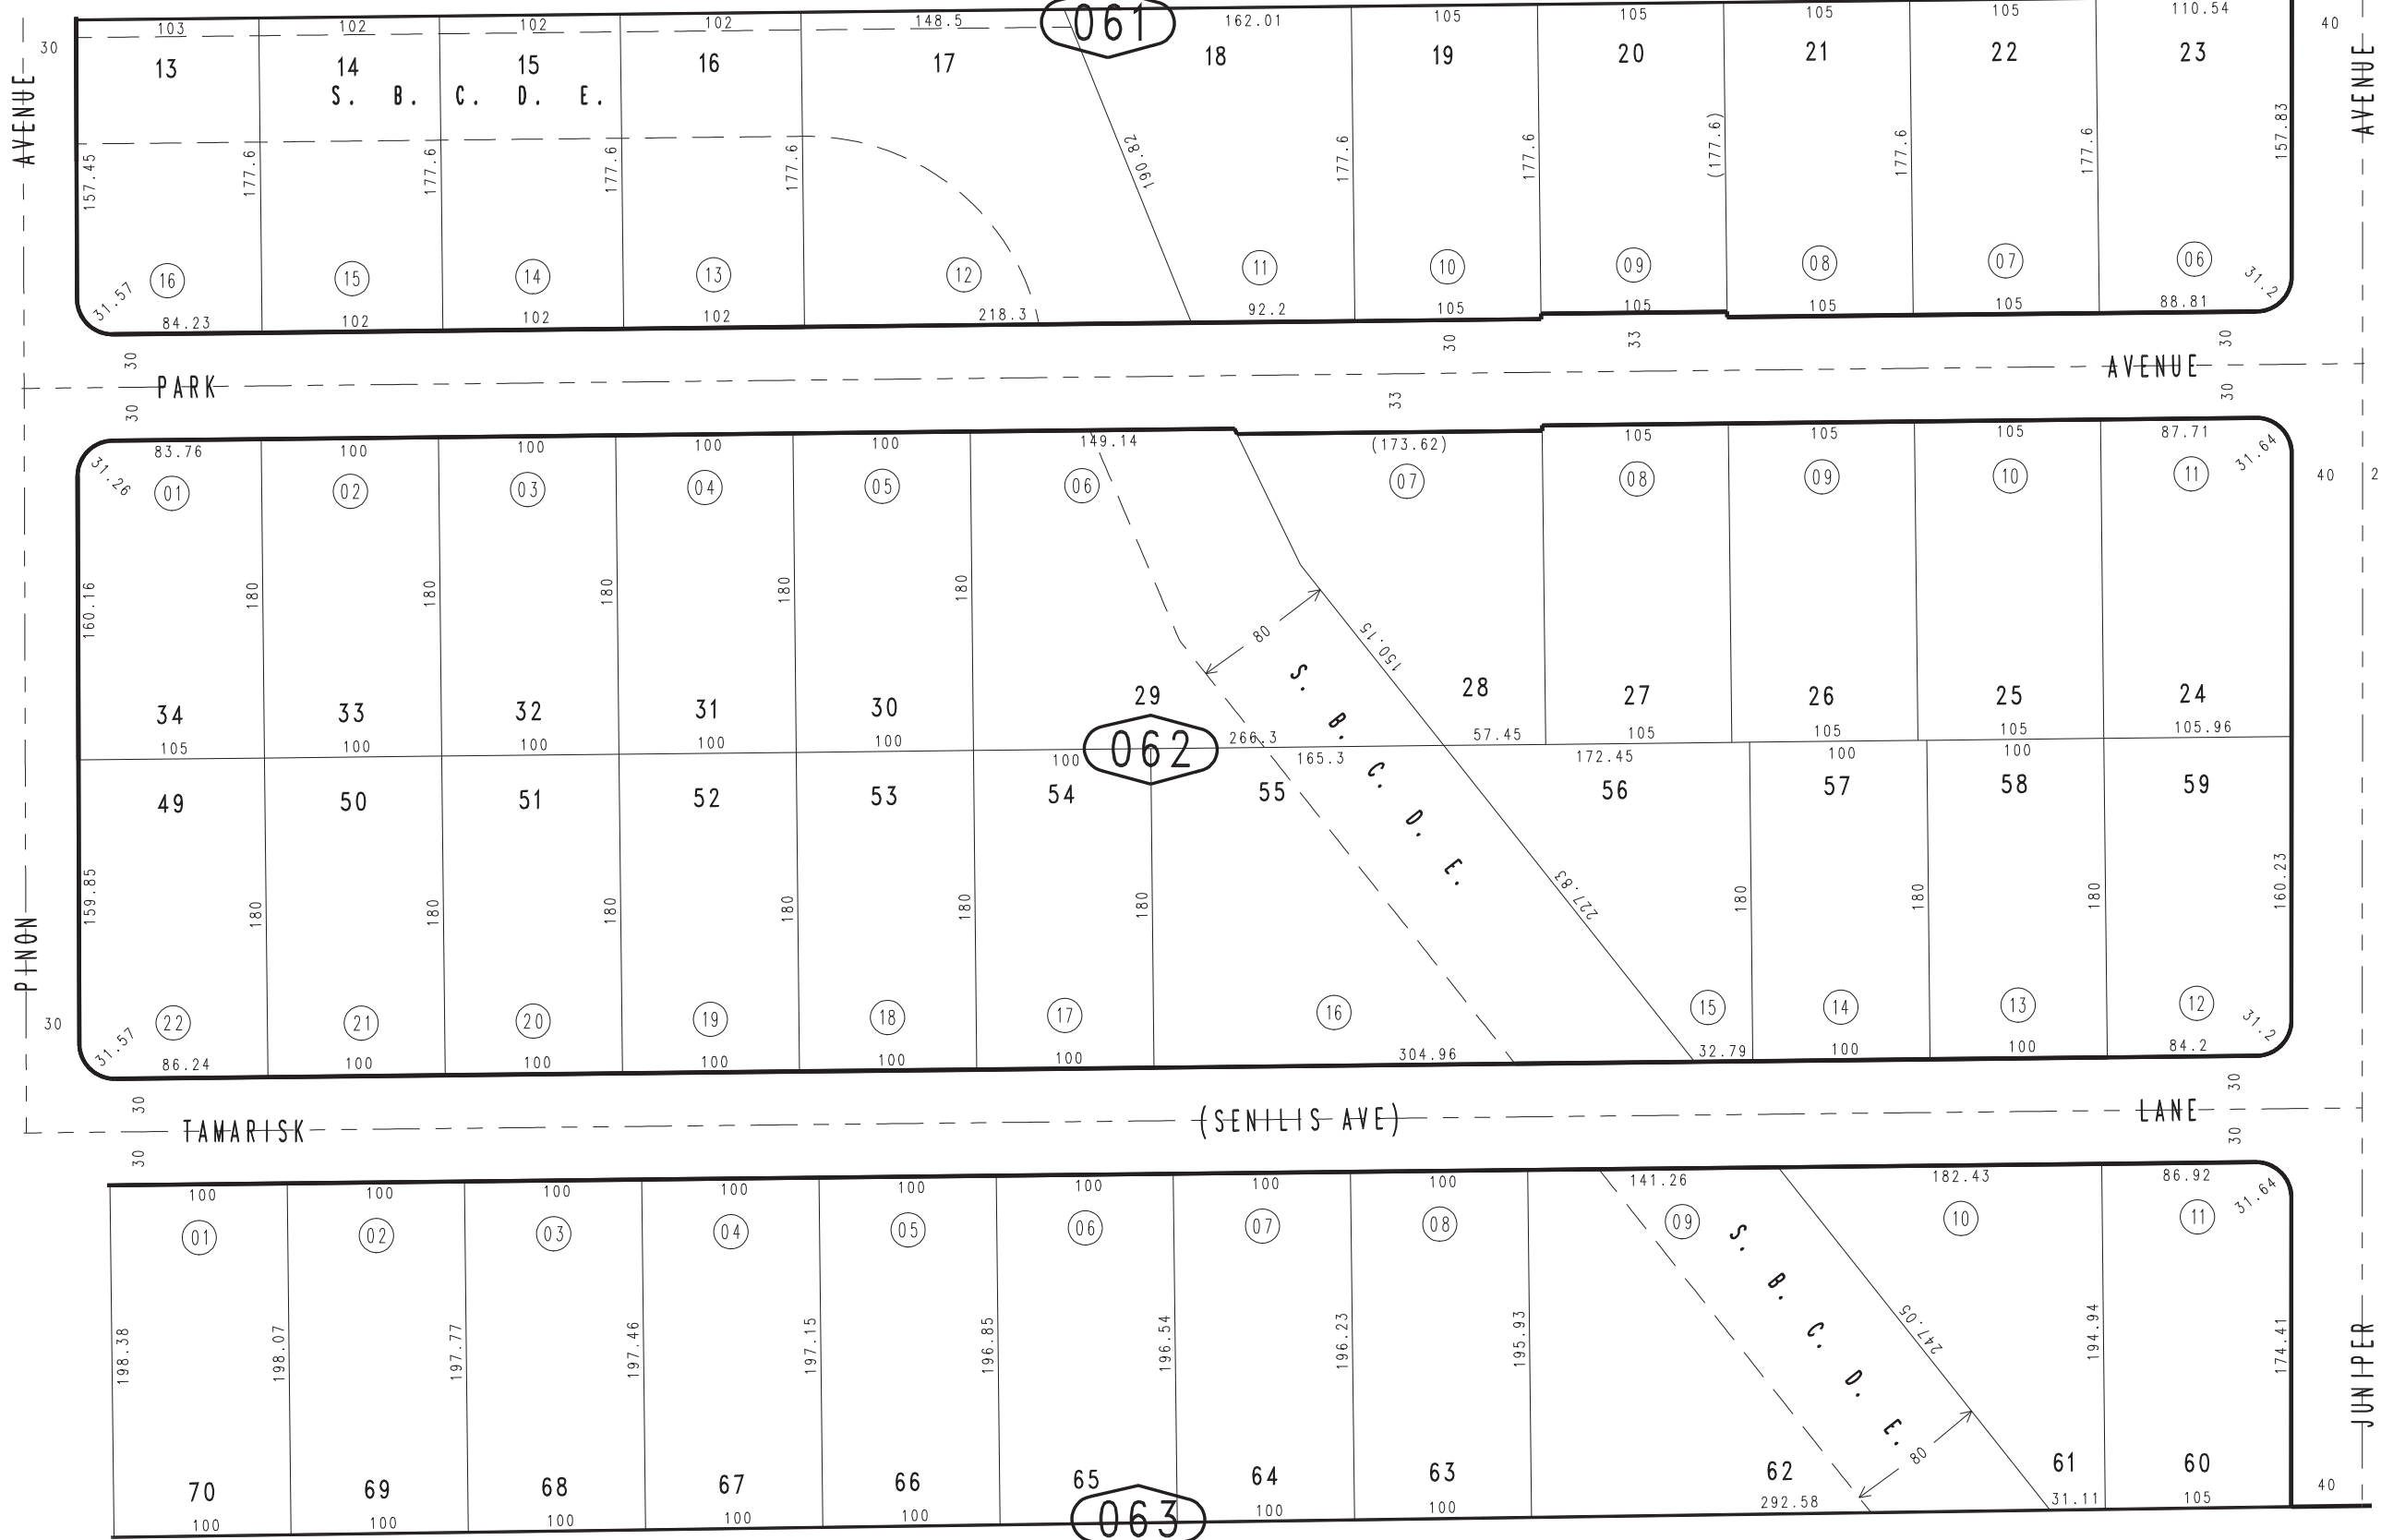 103 102 102 102 148.5 061 162.01 105 105 105 105 110.54
30 40
13 14 15 16 17 18 19 20 21 22 23
S. B. C. D. E.
AVENUE AVENUE
157.45 177.6 177.6 177.6 177.6 190.82 177.6 177.6 (177.6) 177.6 177.6 157.83
16 15 14 13 12 11 10 09 08 07 06
31.57 84.23 102 102 102 218.3 92.2 105 105 105 105 88.81 31.2
30 30 33 30
PARK AVENUE
30 33 30
83.76 100 100 100 100 149.14 (173.62) 105 105 105 87.71
31.26 31.64
01 02 03 04 05 06 07 08 09 10 11
40 2
160.16 180 180 180 180 180 80 150.15
S. B. C. D. E.
34 33 32 31 30 29 28 27 26 25 24
105 100 100 100 100 266.3 57.45 105 105 105 105.96
062
100 165.3 172.45 100 100
49 50 51 52 53 54 55 56 57 58 59
159.85 180 180 180 180 180 180 227.83 180 180 180 160.23
PINON
30
22 21 20 19 18 17 16 15 14 13 12
31.57 86.24 100 100 100 100 100 304.96 32.79 100 100 84.2 31.2
30 30
TAMARISK (SENILIS AVE) LANE
30 30
100 100 100 100 100 100 100 100 141.26 182.43 86.92 31.64
01 02 03 04 05 06 07 08 09 10 11
S. B. C. D. E.
198.38 198.07 197.77 197.46 197.15 196.85 196.54 196.23 195.93 247.05 194.94 174.41
JUNIPER
80
70 69 68 67 66 65 64 63 62 61 60
40
100 100 100 100 100 063 100 100 292.58 31.11 105